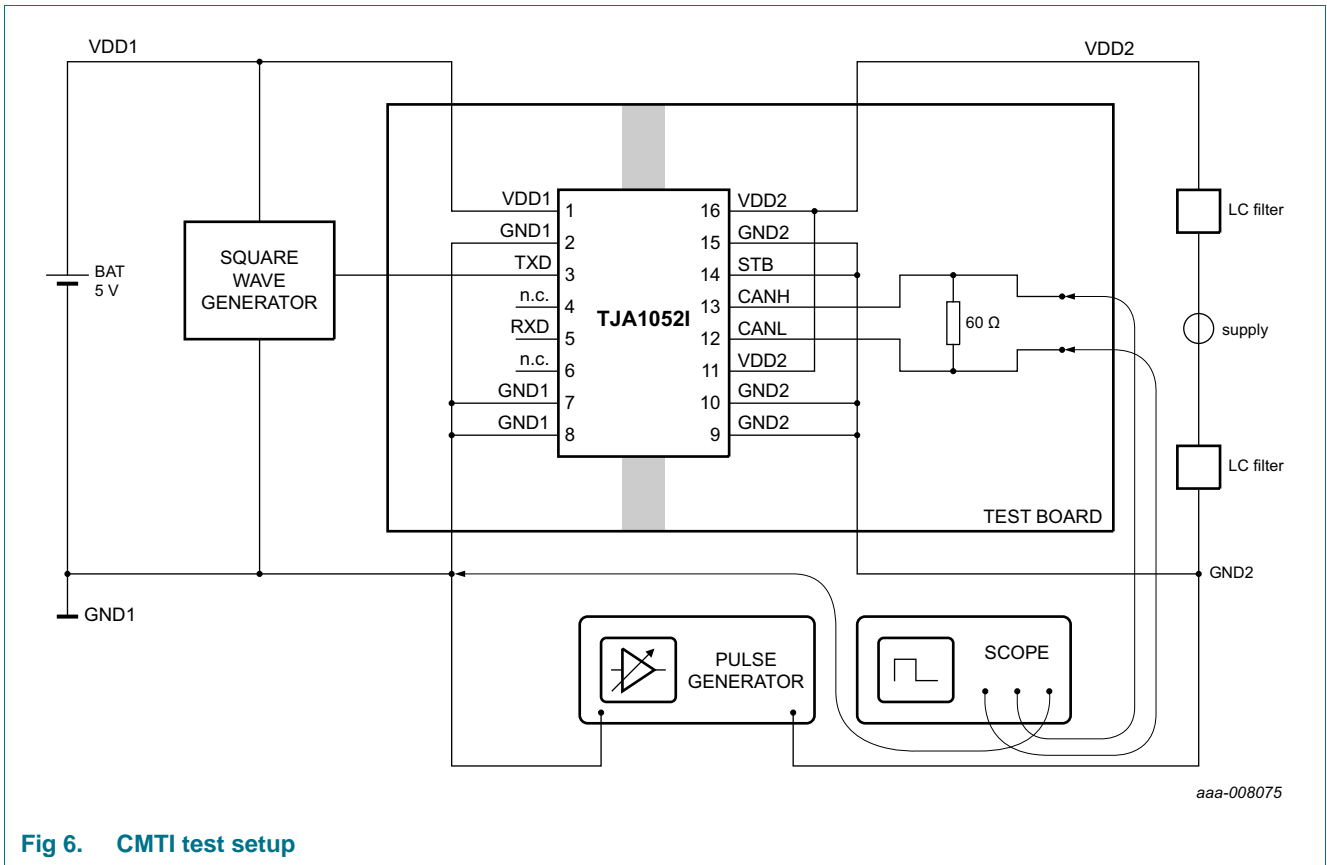 VDD1
VDD2
BAT
5 V
SQUARE
WAVE
GENERATOR
VDD1
GND1
TXD
n.c.
RXD
n.c.
GND1
GND1
1
2
3
4
5
6
7
8
TJA1052I
16
15
14
13
12
11
10
9
VDD2
GND2
STB
CANH
CANL
VDD2
GND2
GND2
60 Ω
LC filter
supply
LC filter
TEST BOARD
GND1
GND2
PULSE
GENERATOR
SCOPE
aaa-008075
Fig 6. CMTI test setup